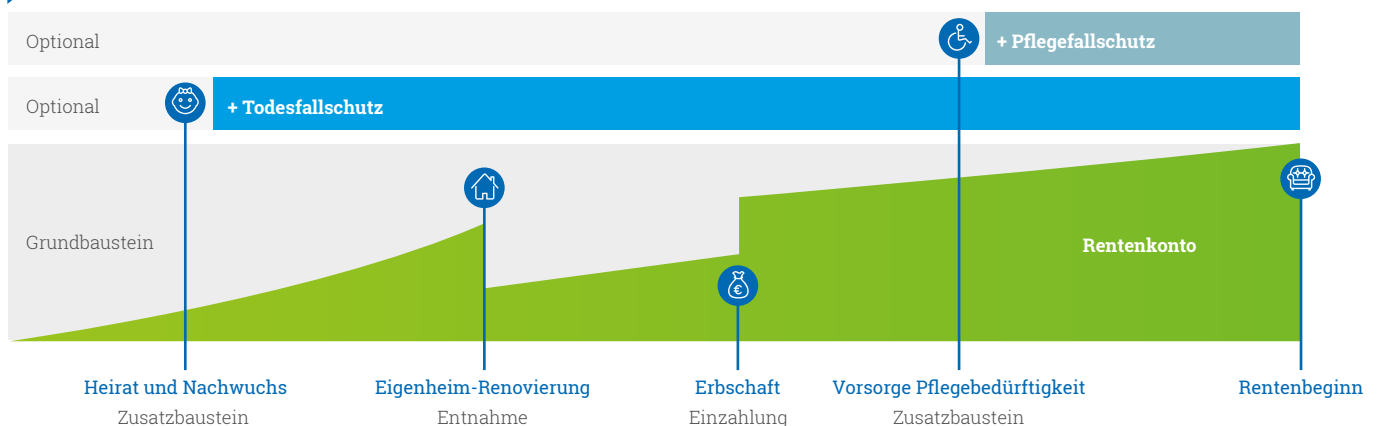 Optional
+ Pflegefallschutz
Optional
+ Todesfallschutz
Grundbaustein
€
Rentenkonto
Heirat und Nachwuchs
Zusatzbaustein
Eigenheim-Renovierung
Entnahme
Erbschaft
Einzahlung
Vorsorge Pflegebedürftigkeit
Zusatzbaustein
Rentenbeginn